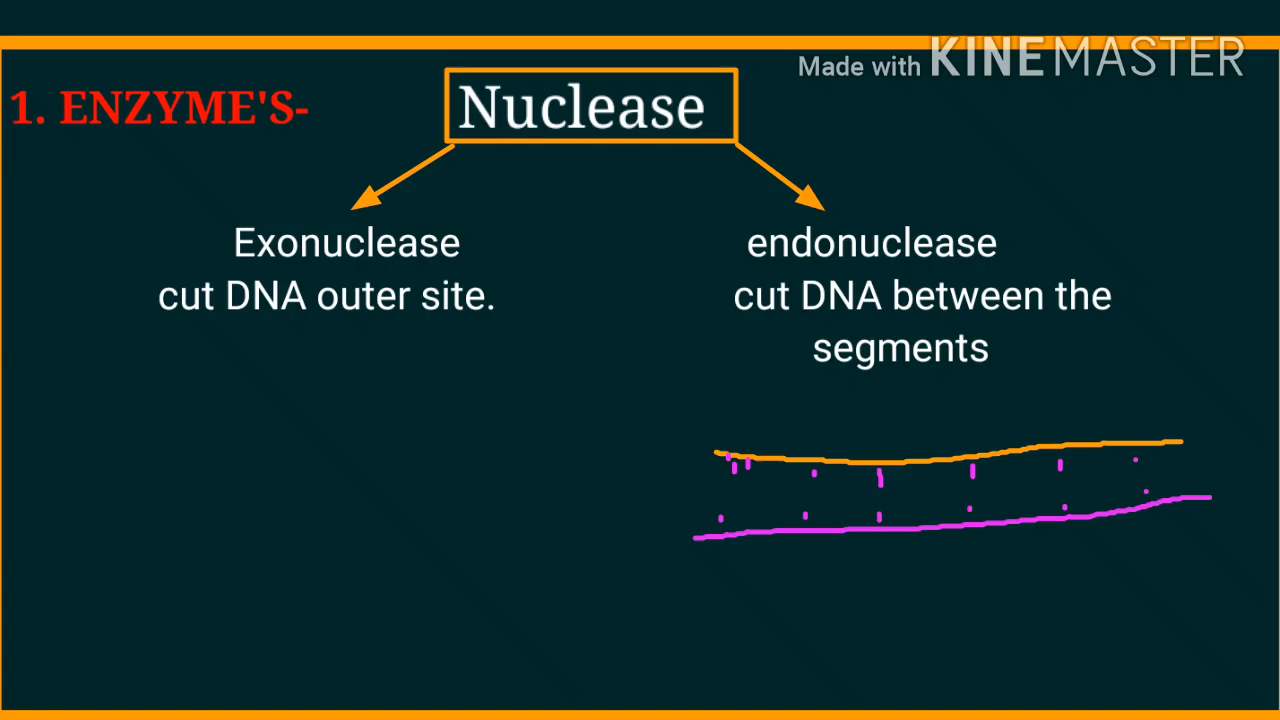 Made with KINEMASTER
1. ENZYME'S-
Nuclease
Exonuclease
cut DNA outer site.
endonuclease
cut DNA between the
segments